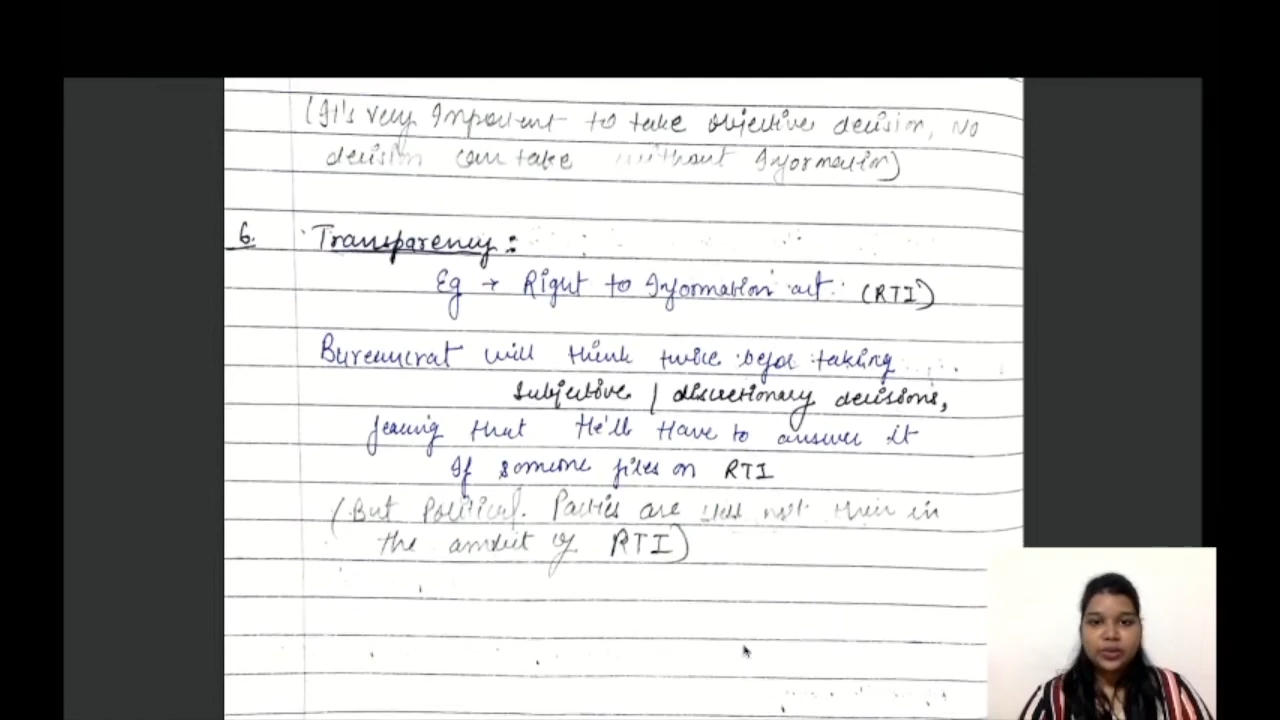 (It's very Important to take objective decision, No
decision can take without Information)
6. Transparency :
Eg → Right to Information act (RTI)
Bureaucrat will think twice befor taking
Subjective / discretionary decisions,
fearing that He'll Have to answer it
If someone files on RTI
(But Political Parties are still not their in
the ambit of RTI)